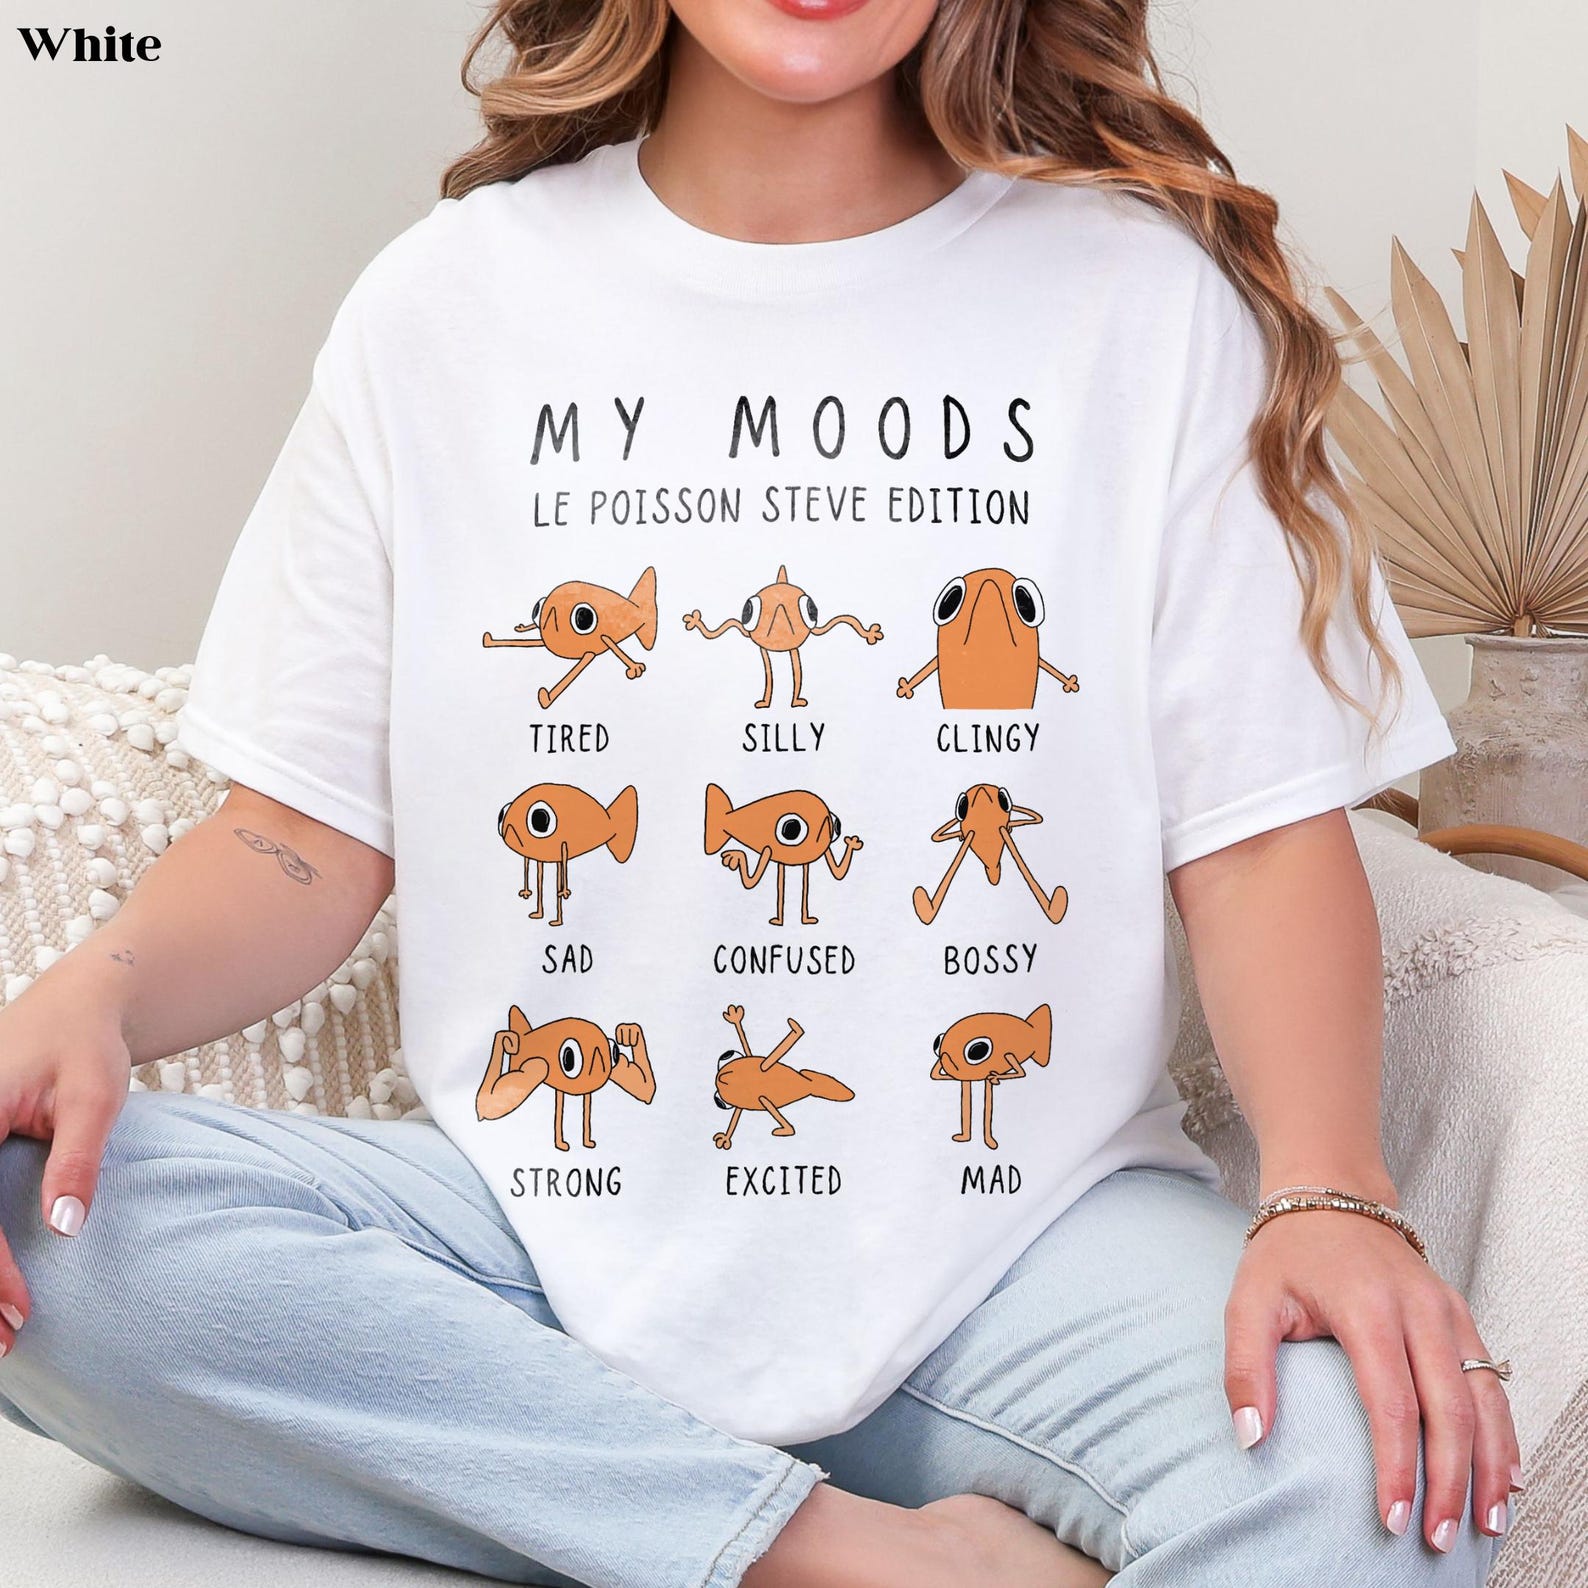 White
MY MOODS
LE POISSON STEVE EDITION
TIRED SILLY CLINGY
SAD CONFUSED BOSSY
STRONG EXCITED MAD